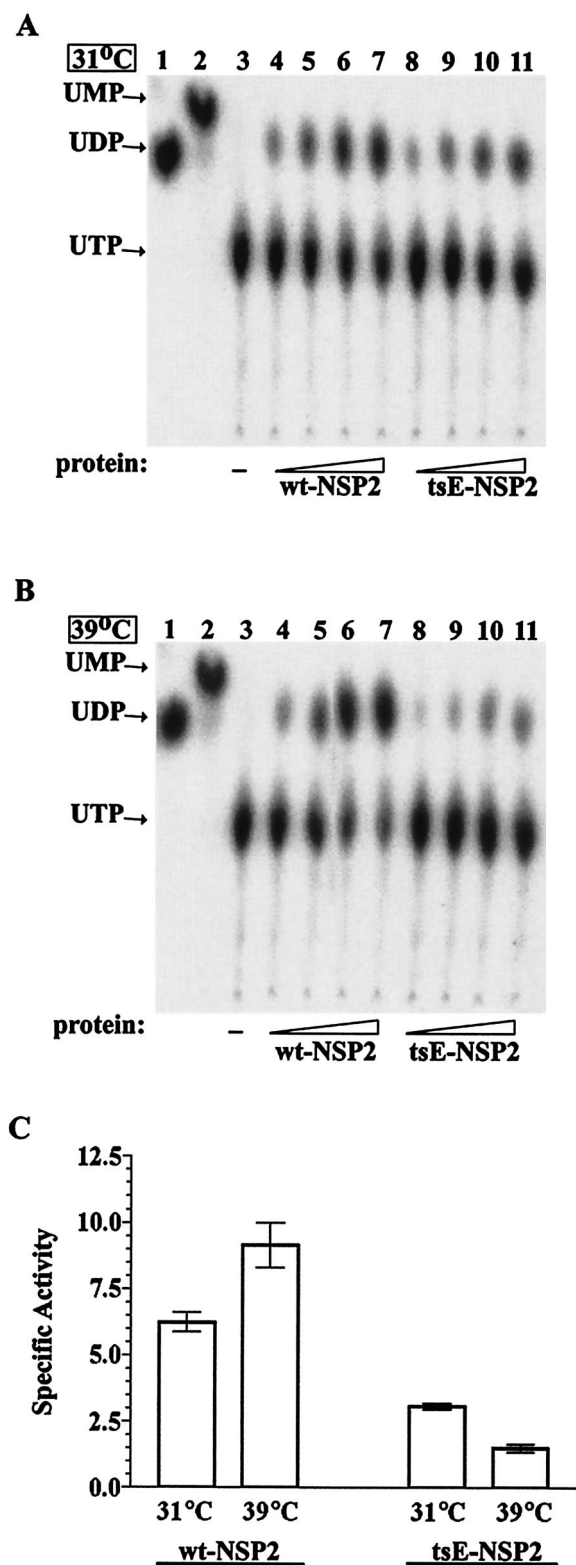 A
31°C 1 2 3 4 5 6 7 8 9 10 11
UMP→
UDP→
UTP→
protein: –
wt-NSP2 tsE-NSP2
B
39°C 1 2 3 4 5 6 7 8 9 10 11
UMP→
UDP→
UTP→
protein: –
wt-NSP2 tsE-NSP2
C
12.5
10.0
7.5
5.0
2.5
0.0
Specific Activity
31°C 39°C 31°C 39°C
wt-NSP2 tsE-NSP2